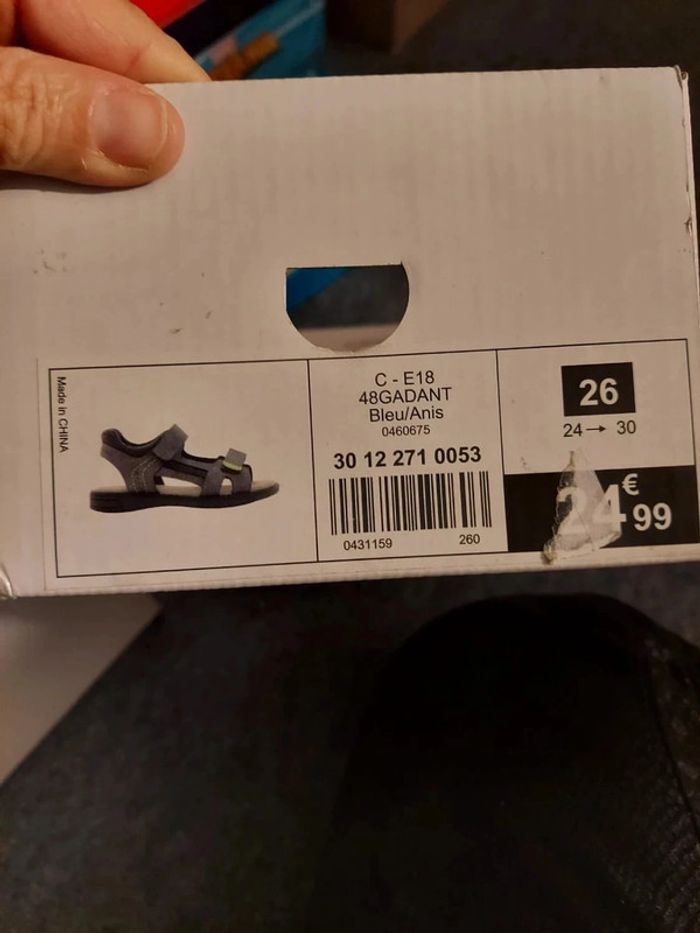 Made in CHINA
C - E18
48GADANT
Bleu/Anis
0460675
30 12 271 0053
0431159 260
26
24→ 30
24€99